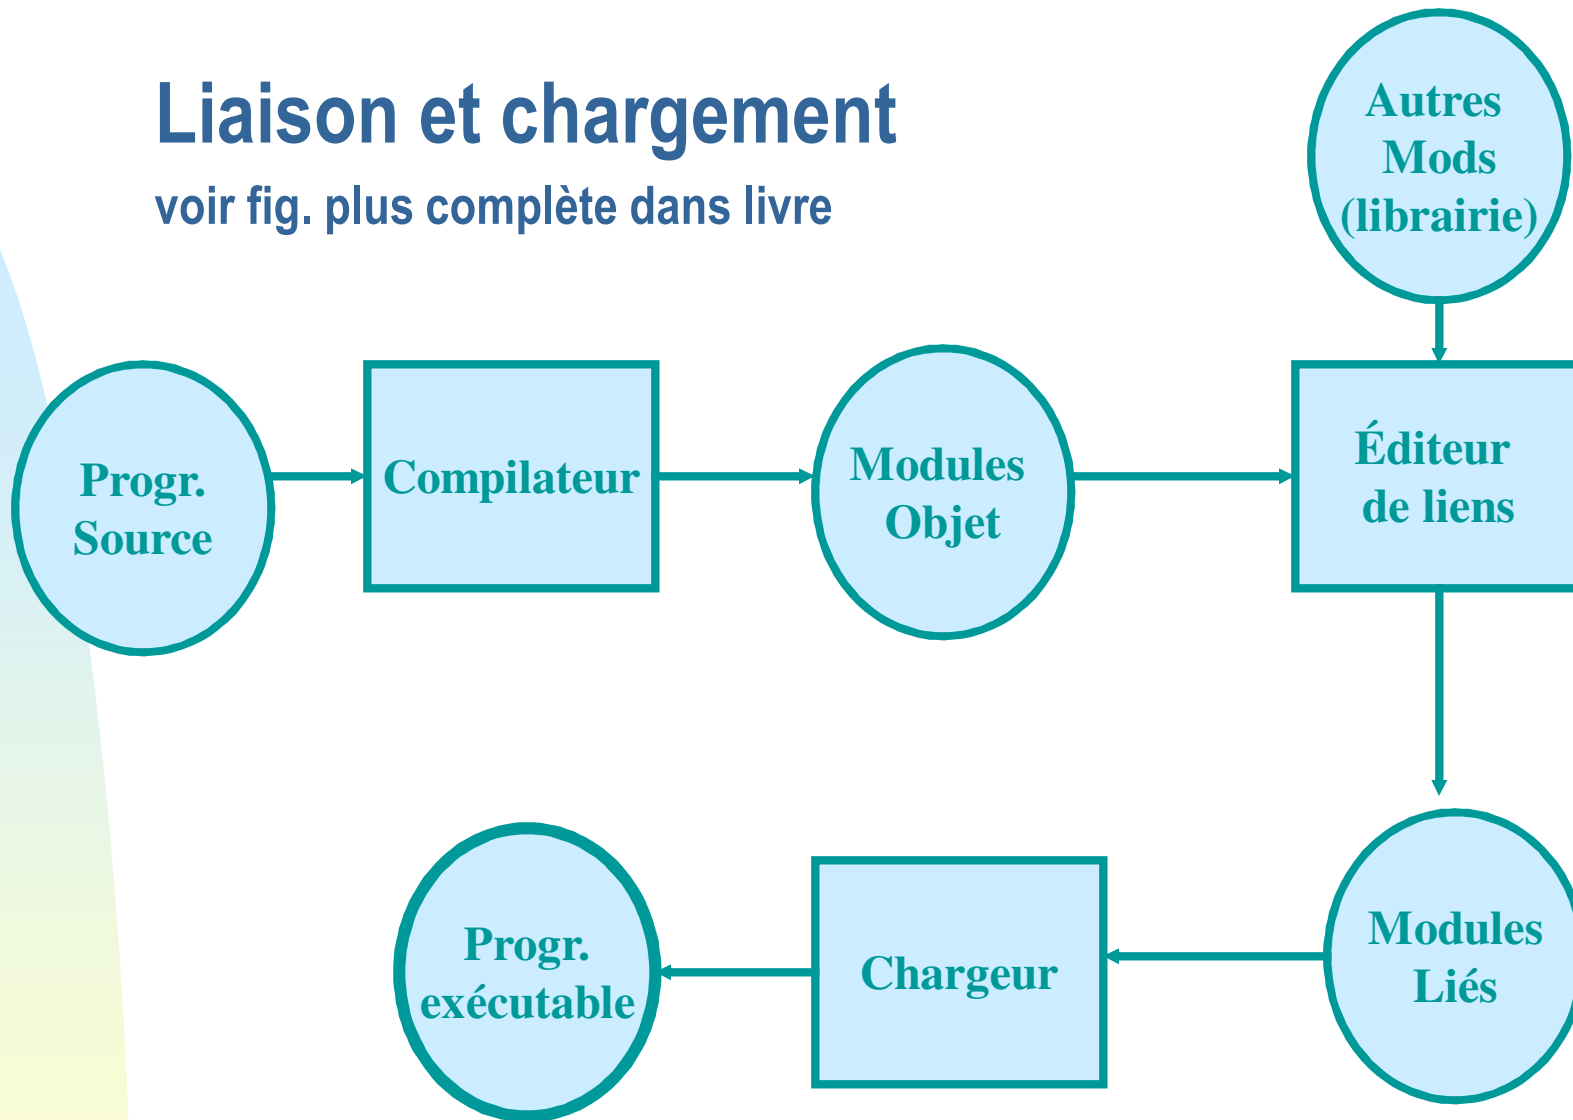 Liaison et chargement
voir fig. plus complète dans livre
Autres
Mods
(librairie)
Progr.
Source
Compilateur
Modules
Objet
Éditeur
de liens
Progr.
exécutable
Chargeur
Modules
Liés